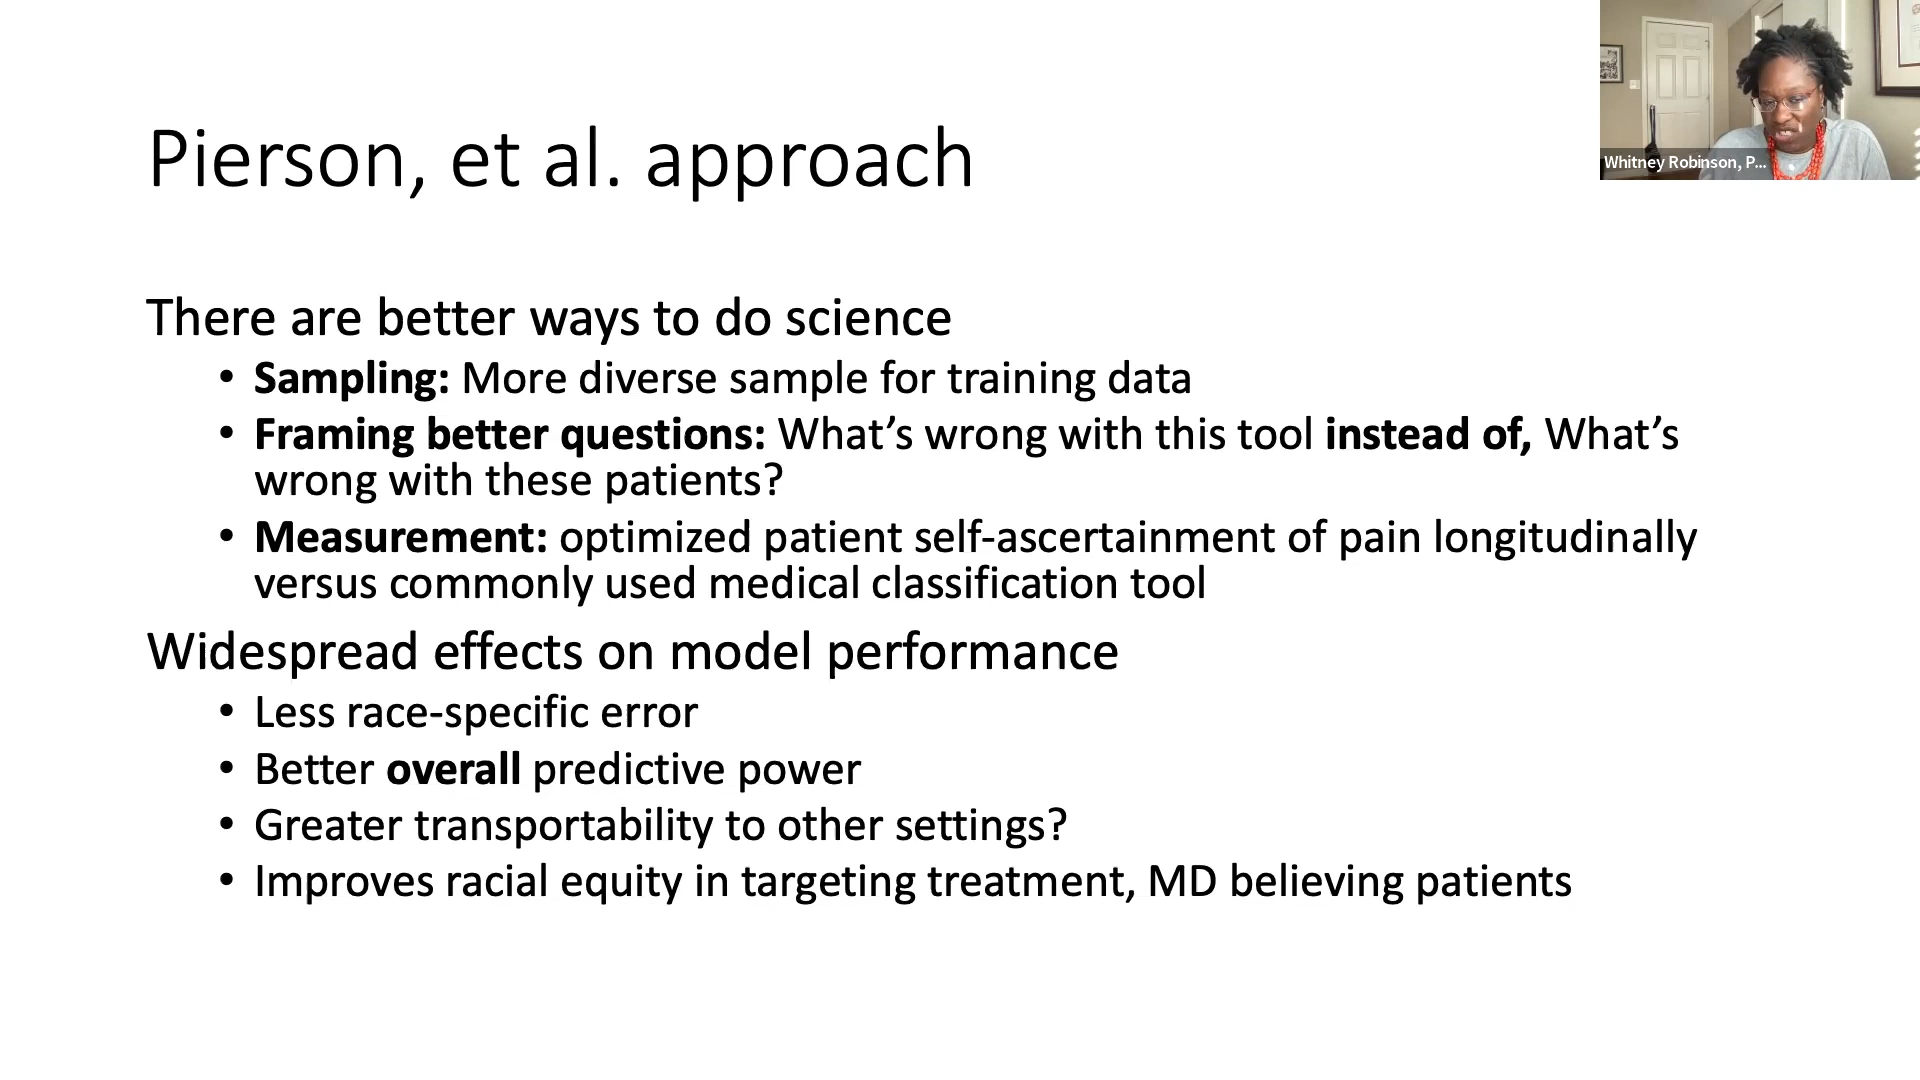 Pierson, et al. approach
Whitney Robinson, P...
There are better ways to do science
• Sampling: More diverse sample for training data
• Framing better questions: What’s wrong with this tool instead of, What’s
wrong with these patients?
• Measurement: optimized patient self-ascertainment of pain longitudinally
versus commonly used medical classification tool
Widespread effects on model performance
• Less race-specific error
• Better overall predictive power
• Greater transportability to other settings?
• Improves racial equity in targeting treatment, MD believing patients